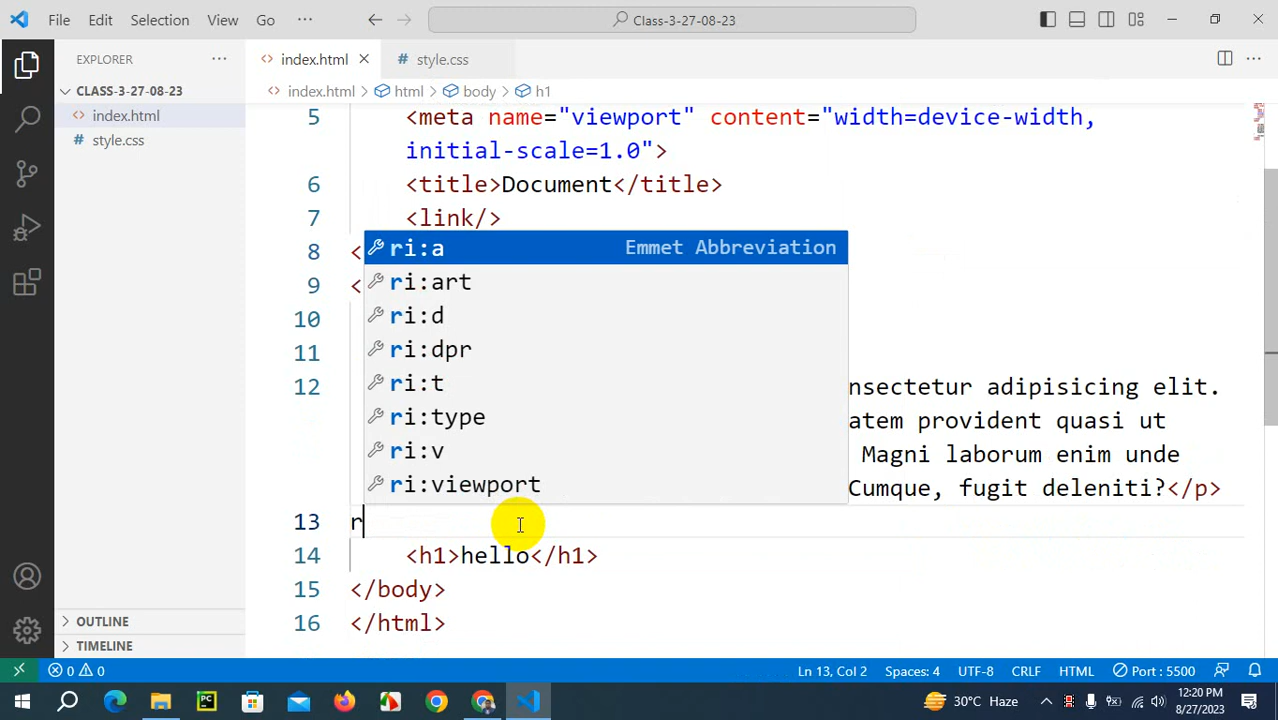 File Edit Selection View Go ··· Class-3-27-08-23
EXPLORER ···
index.html
style.css
CLASS-3-27-08-23
index.html
style.css
index.html > html > body > h1
5 <meta name="viewport" content="width=device-width,
initial-scale=1.0">
6 <title>Document</title>
7 <link/>
8 <
9 <
10
11
12 nsectetur adipisicing elit.
atem provident quasi ut
Magni laborum enim unde
Cumque, fugit deleniti?</p>
ri:a Emmet Abbreviation
ri:art
ri:d
ri:dpr
ri:t
ri:type
ri:v
ri:viewport
13 r
14 <h1>hello</h1>
15 </body>
16 </html>
OUTLINE
TIMELINE
0 0 Ln 13, Col 2 Spaces: 4 UTF-8 CRLF HTML Port : 5500
PC 30°C Haze 12:20 PM
8/27/2023